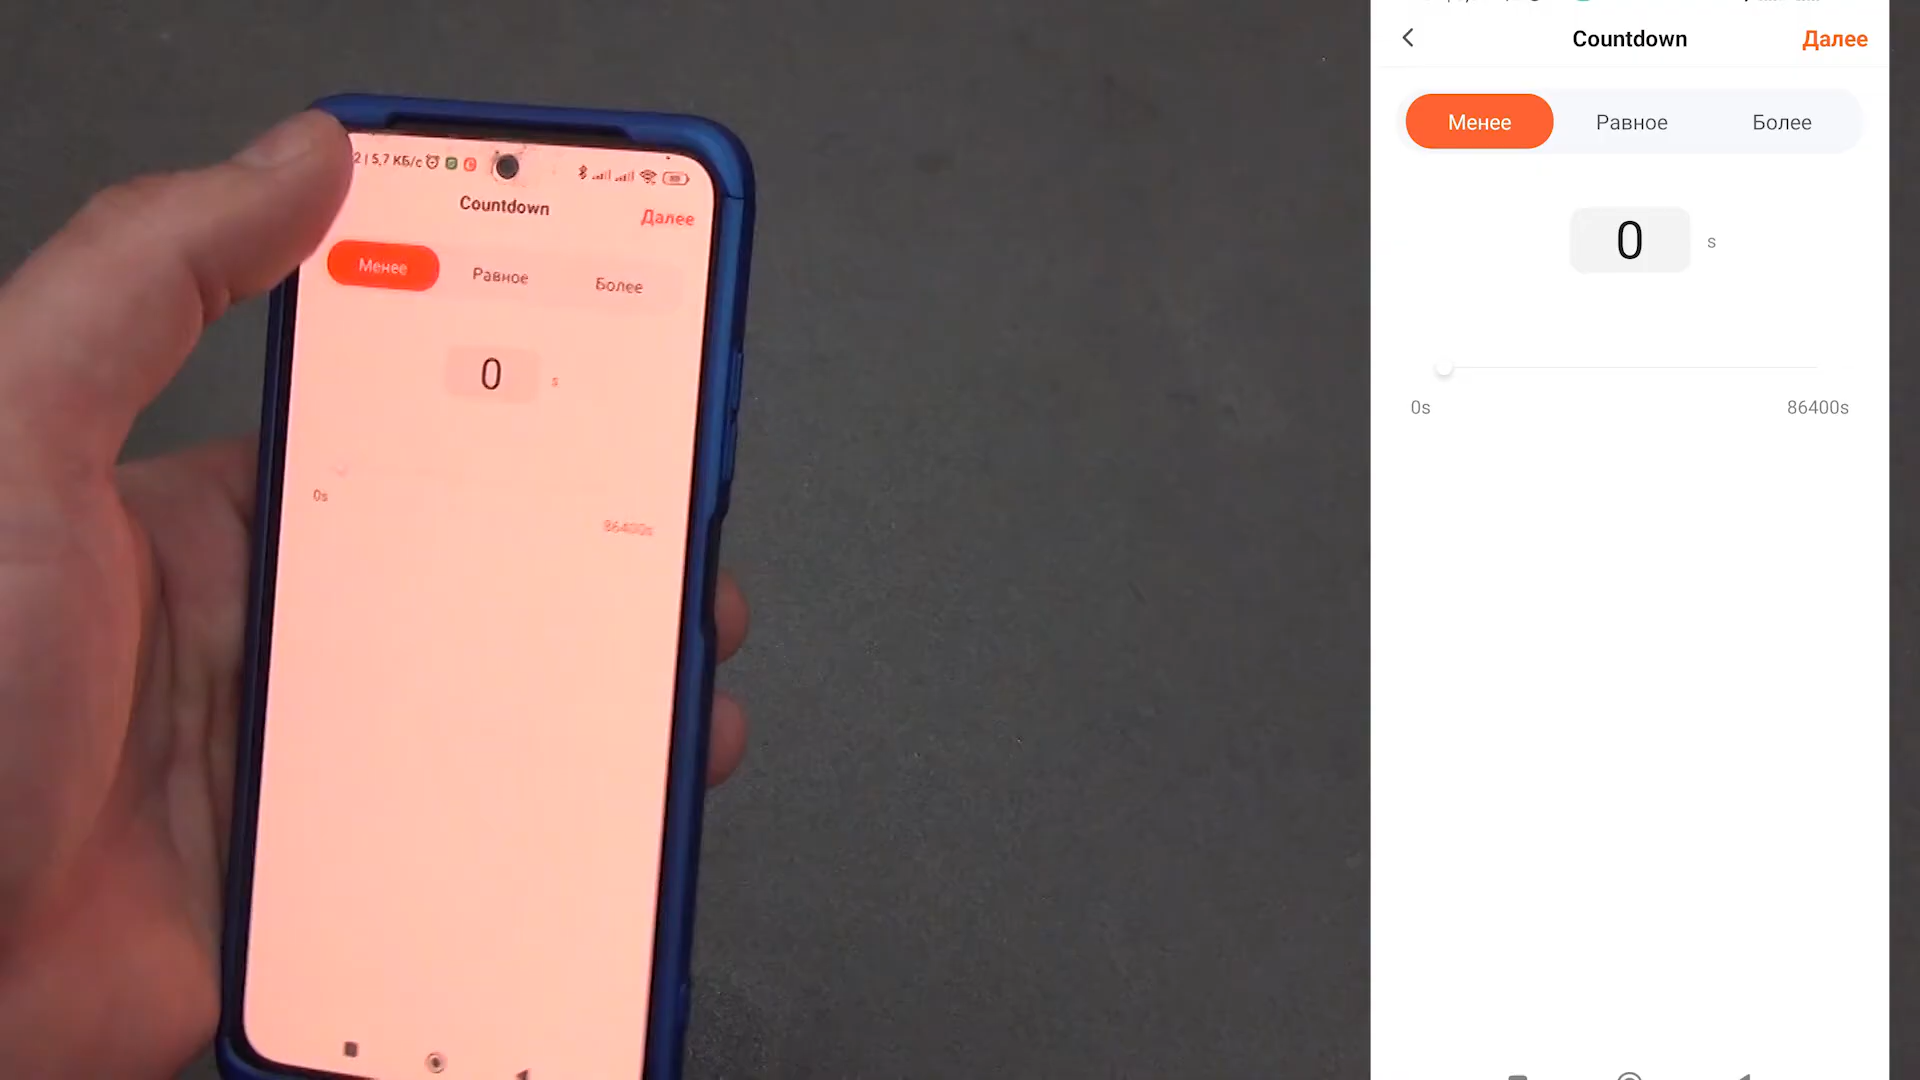 2 | 5,7 КБ/с
Countdown
Далее
Менее Равное Более
0 s
0s 86400s
Countdown Далее
Менее Равное Более
0 s
0s 86400s